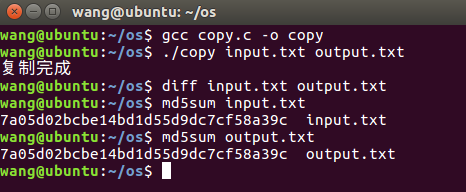 wang@ubuntu: ~/os
wang@ubuntu:~/os$ gcc copy.c -o copy
wang@ubuntu:~/os$ ./copy input.txt output.txt
复制完成
wang@ubuntu:~/os$ diff input.txt output.txt
wang@ubuntu:~/os$ md5sum input.txt
7a05d02bcbe14bd1d55d9dc7cf58a39c  input.txt
wang@ubuntu:~/os$ md5sum output.txt
7a05d02bcbe14bd1d55d9dc7cf58a39c  output.txt
wang@ubuntu:~/os$